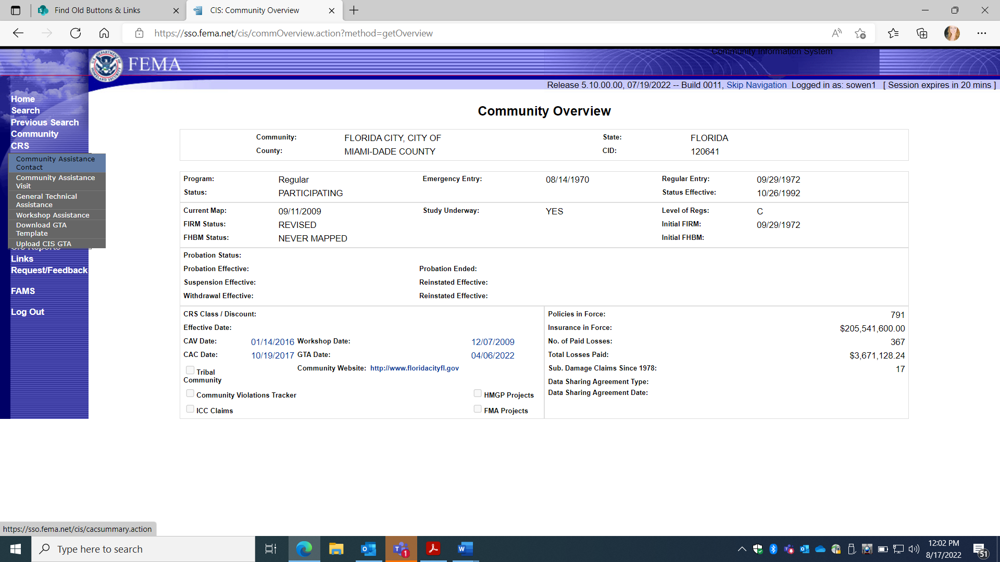 Find Old Buttons & Links
CIS: Community Overview
https://sso.fema.net/cis/commOverview.action?method=getOverview
Community Information System
FEMA
Release 5.10.00.00, 07/19/2022 -- Build 0011, Skip Navigation Logged in as: sowen1 [ Session expires in 20 mins ]
Home
Search
Previous Search
Community
CRS
Community Assistance
Contact
Community Assistance
Visit
General Technical
Assistance
Workshop Assistance
Download GTA
Template
Upload CIS GTA
Links
Request/Feedback
FAMS
Log Out
Community Overview
Community: FLORIDA CITY, CITY OF State: FLORIDA
County: MIAMI-DADE COUNTY CID: 120641
Program: Regular Emergency Entry: 08/14/1970 Regular Entry: 09/29/1972
Status: PARTICIPATING Status Effective: 10/26/1992
Current Map: 09/11/2009 Study Underway: YES Level of Regs: C
FIRM Status: REVISED Initial FIRM: 09/29/1972
FHBM Status: NEVER MAPPED Initial FHBM:
Probation Status:
Probation Effective: Probation Ended:
Suspension Effective: Reinstated Effective:
Withdrawal Effective: Reinstated Effective:
CRS Class / Discount:
Effective Date:
CAV Date: 01/14/2016 Workshop Date: 12/07/2009
CAC Date: 10/19/2017 GTA Date: 04/06/2022
Community Website: http://www.floridacityfl.gov
Tribal
Community
Community Violations Tracker HMGP Projects
ICC Claims FMA Projects
Policies in Force: 791
Insurance in Force: $205,541,600.00
No. of Paid Losses: 367
Total Losses Paid: $3,671,128.24
Sub. Damage Claims Since 1978: 17
Data Sharing Agreement Type:
Data Sharing Agreement Date:
https://sso.fema.net/cis/cacsummary.action
Type here to search
1
12:02 PM
8/17/2022
51